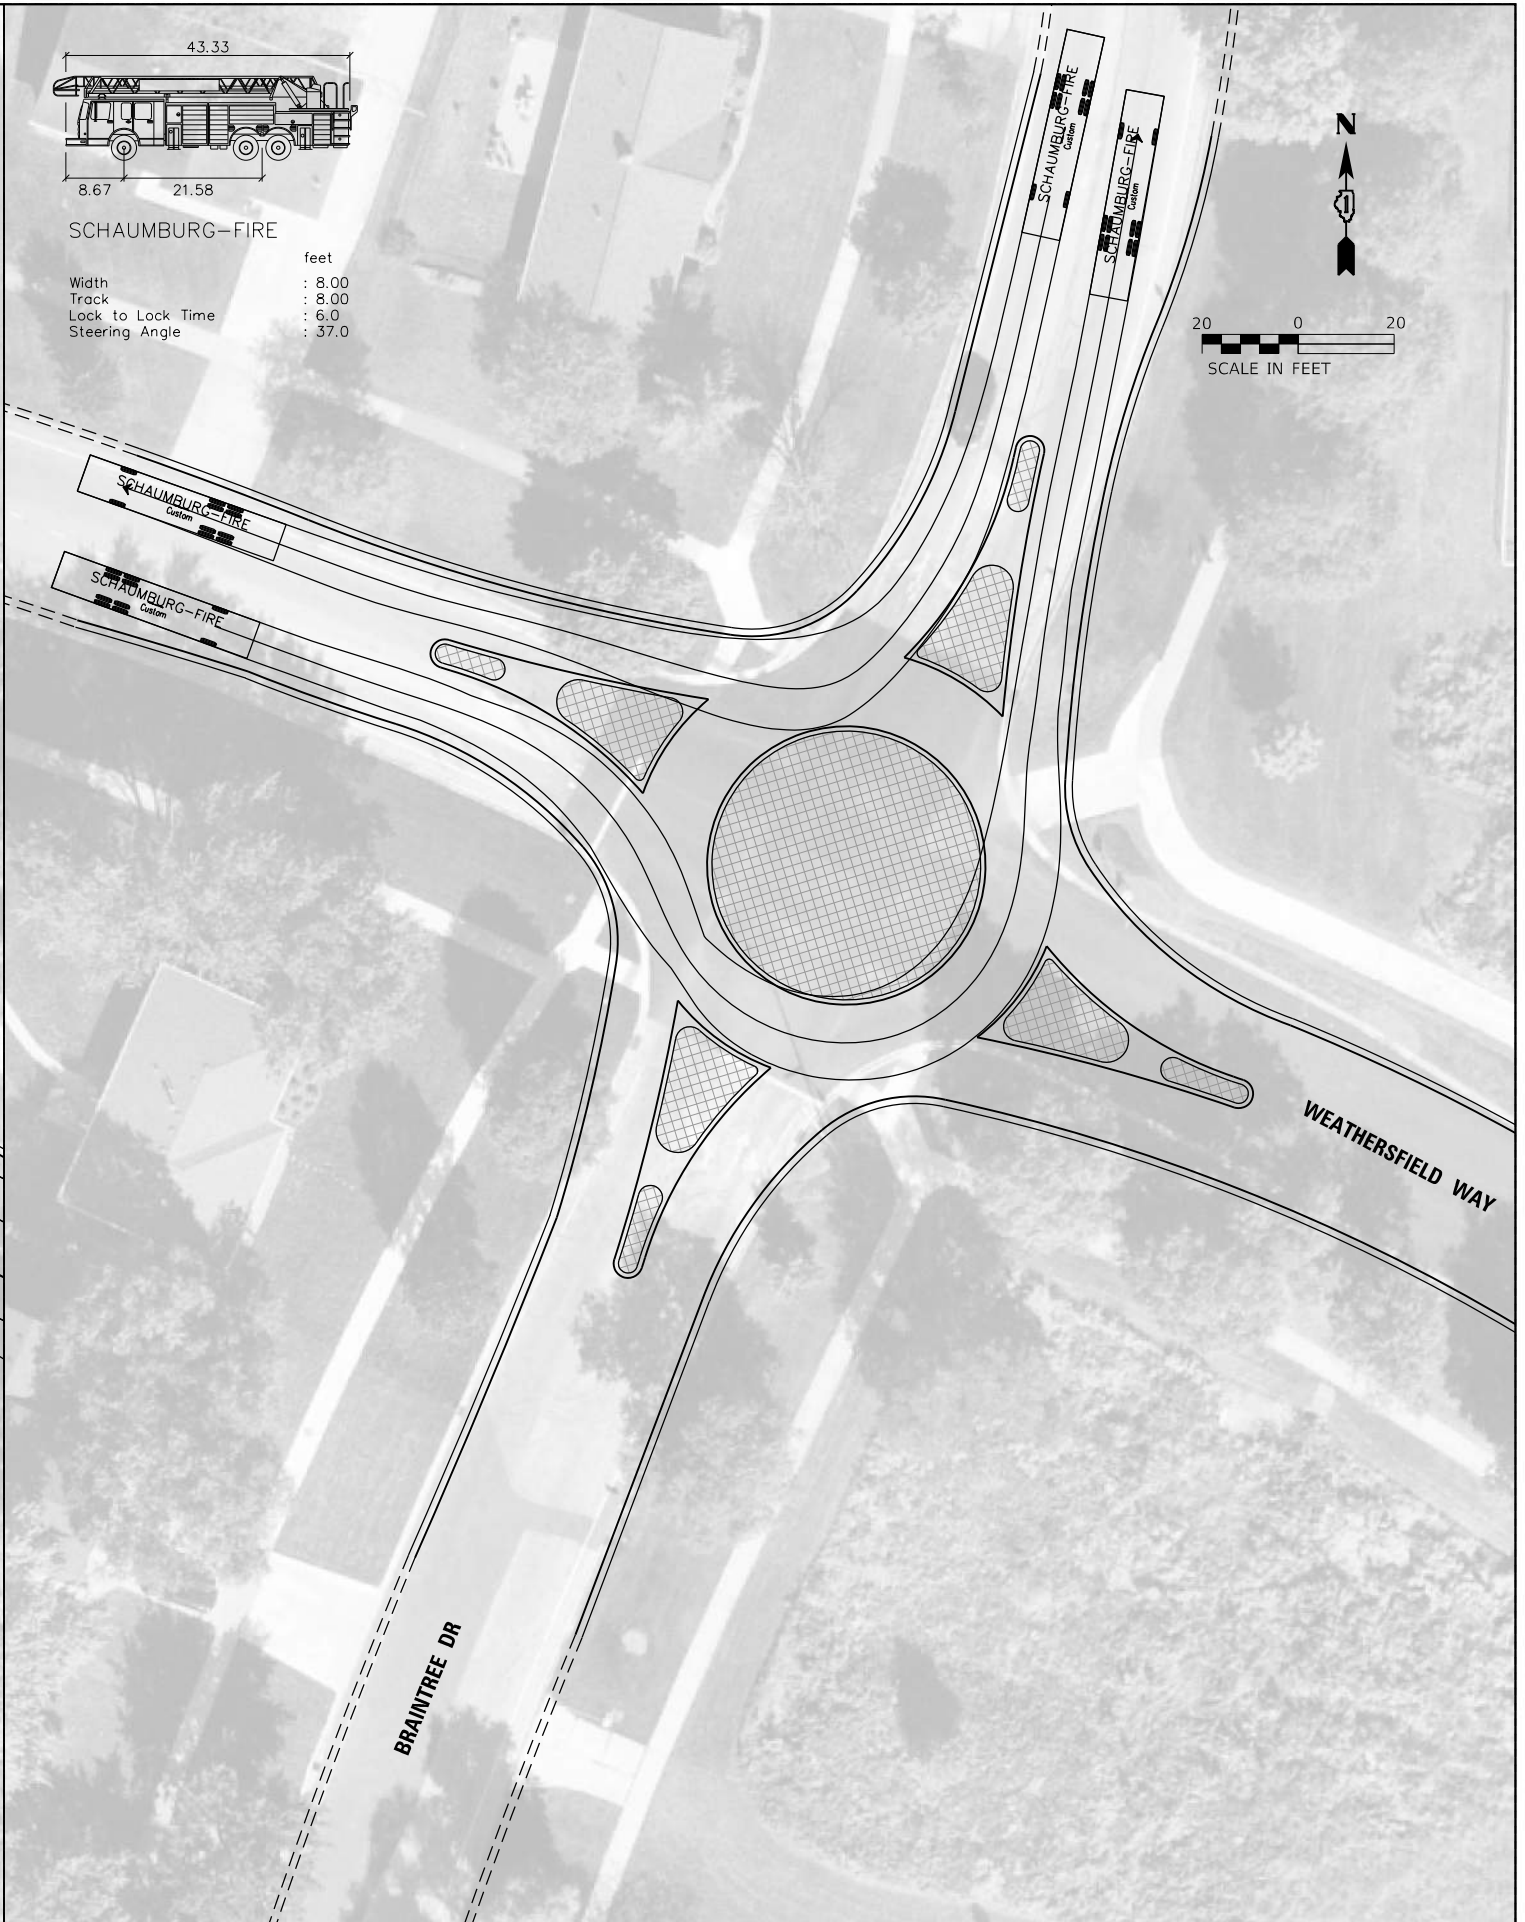 43.33
8.67 21.58
SCHAUMBURG-FIRE
feet
Width : 8.00
Track : 8.00
Lock to Lock Time : 6.0
Steering Angle : 37.0
SCHAUMBURG-FIRE
Custom
SCHAUMBURG-FIRE
Custom
N
1
20 0 20
SCALE IN FEET
SCHAUMBURG-FIRE
Custom
SCHAUMBURG-FIRE
Custom
WEATHERSFIELD WAY
BRAINTREE DR